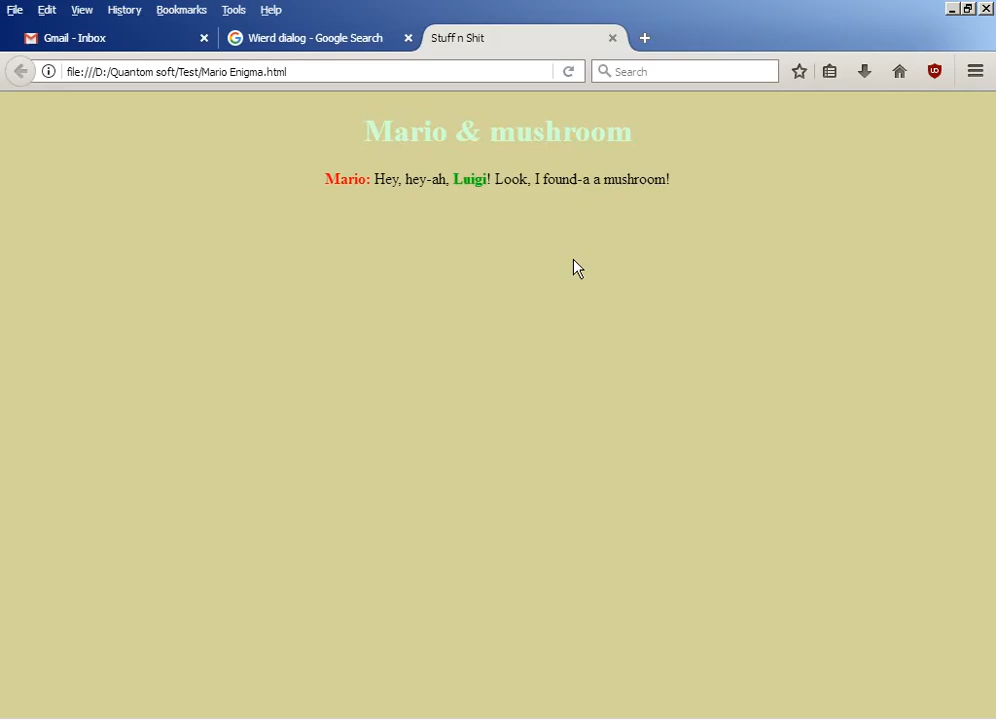 File Edit View History Bookmarks Tools Help
Gmail - Inbox Wierd dialog - Google Search Stuff n Shit
file:///D:/Quantom soft/Test/Mario Enigma.html Search
Mario & mushroom
Mario: Hey, hey-ah, Luigi! Look, I found-a a mushroom!